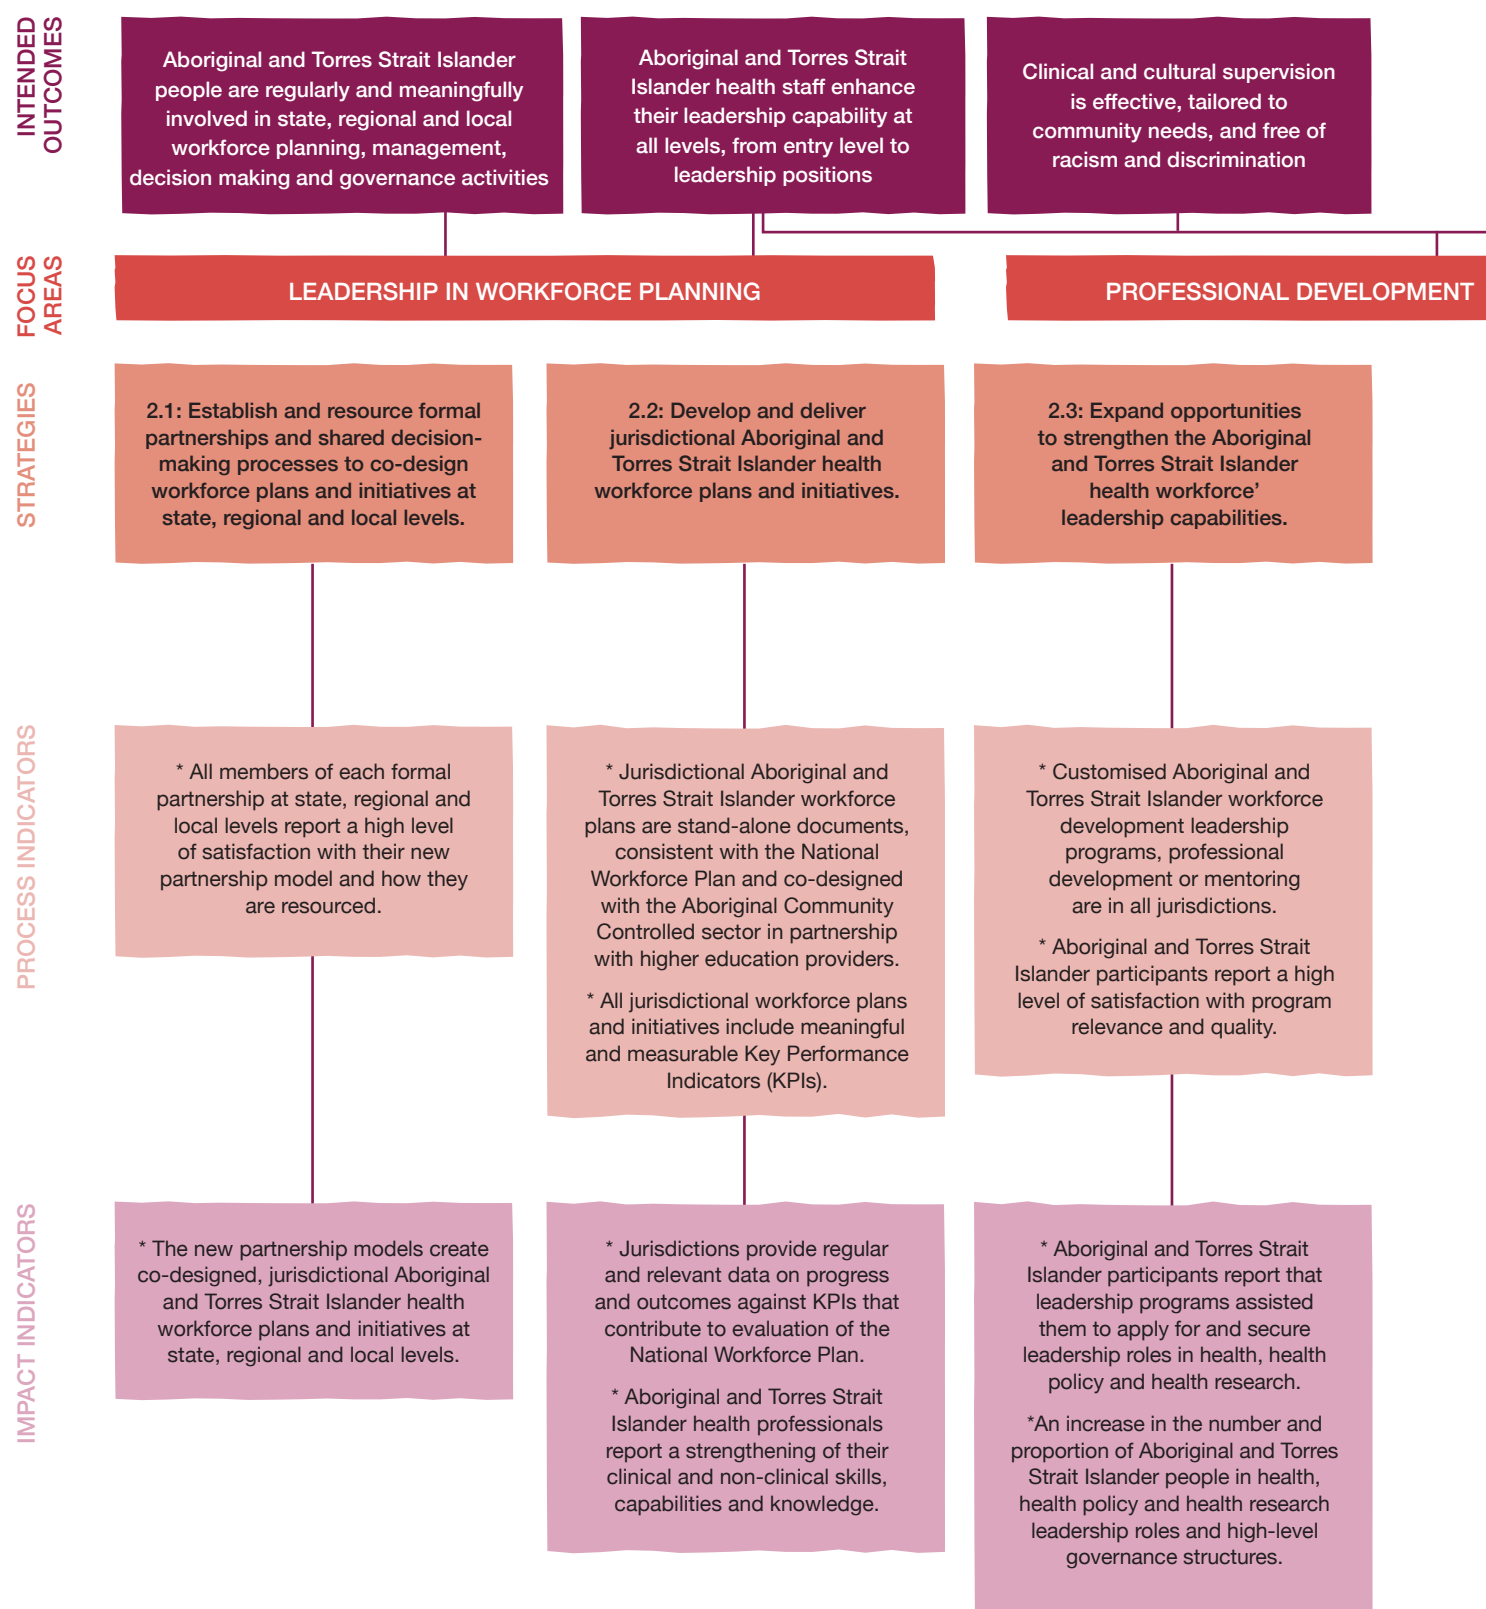 INTENDED
OUTCOMES
Aboriginal and Torres Strait Islander
people are regularly and meaningfully
involved in state, regional and local
workforce planning, management,
decision making and governance activities
Aboriginal and Torres Strait
Islander health staff enhance
their leadership capability at
all levels, from entry level to
leadership positions
Clinical and cultural supervision
is effective, tailored to
community needs, and free of
racism and discrimination
FOCUS
AREAS
LEADERSHIP IN WORKFORCE PLANNING
PROFESSIONAL DEVELOPMENT
STRATEGIES
2.1: Establish and resource formal
partnerships and shared decision-
making processes to co-design
workforce plans and initiatives at
state, regional and local levels.
2.2: Develop and deliver
jurisdictional Aboriginal and
Torres Strait Islander health
workforce plans and initiatives.
2.3: Expand opportunities
to strengthen the Aboriginal
and Torres Strait Islander
health workforce’
leadership capabilities.
PROCESS INDICATORS
* All members of each formal
partnership at state, regional and
local levels report a high level
of satisfaction with their new
partnership model and how they
are resourced.
* Jurisdictional Aboriginal and
Torres Strait Islander workforce
plans are stand-alone documents,
consistent with the National
Workforce Plan and co-designed
with the Aboriginal Community
Controlled sector in partnership
with higher education providers.
* All jurisdictional workforce plans
and initiatives include meaningful
and measurable Key Performance
Indicators (KPIs).
* Customised Aboriginal and
Torres Strait Islander workforce
development leadership
programs, professional
development or mentoring
are in all jurisdictions.
* Aboriginal and Torres Strait
Islander participants report a high
level of satisfaction with program
relevance and quality.
IMPACT INDICATORS
* The new partnership models create
co-designed, jurisdictional Aboriginal
and Torres Strait Islander health
workforce plans and initiatives at
state, regional and local levels.
* Jurisdictions provide regular
and relevant data on progress
and outcomes against KPIs that
contribute to evaluation of the
National Workforce Plan.
* Aboriginal and Torres Strait
Islander health professionals
report a strengthening of their
clinical and non-clinical skills,
capabilities and knowledge.
* Aboriginal and Torres Strait
Islander participants report that
leadership programs assisted
them to apply for and secure
leadership roles in health, health
policy and health research.
*An increase in the number and
proportion of Aboriginal and Torres
Strait Islander people in health,
health policy and health research
leadership roles and high-level
governance structures.